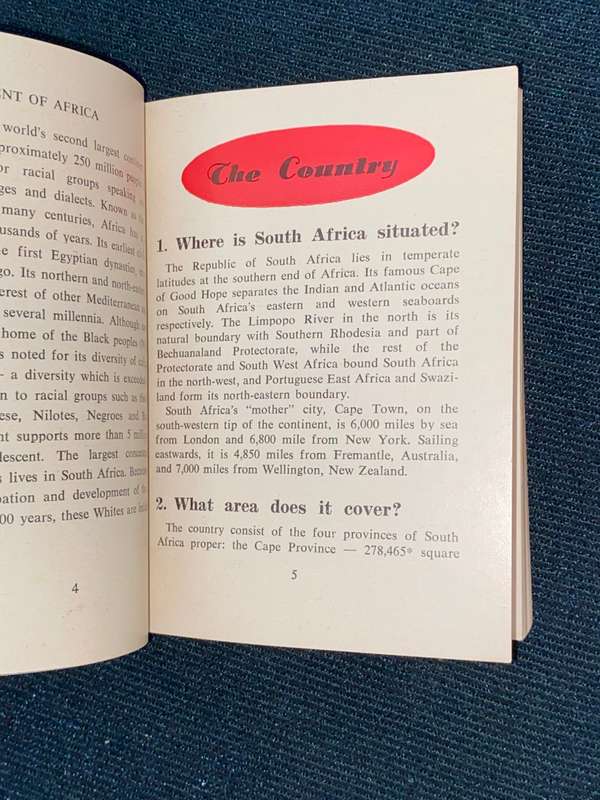 ENT OF AFRICA
world's second largest
approximately 250 million
or racial groups speaking
ges and dialects. Known
many centuries, Africa
ousands of years. Its earliest
e first Egyptian dynasties,
go. Its northern and north-
erest of other Mediterranean
several millennia. Although
home of the Black peoples
s noted for its diversity of
– a diversity which is exceeded
n to racial groups such as
ese, Nilotes, Negroes and
nt supports more than 5
descent. The largest
s lives in South Africa.
pation and development of the
00 years, these Whites are
4
The Country
1. Where is South Africa situated?
The Republic of South Africa lies in temperate
latitudes at the southern end of Africa. Its famous Cape
of Good Hope separates the Indian and Atlantic oceans
on South Africa's eastern and western seaboards
respectively. The Limpopo River in the north is its
natural boundary with Southern Rhodesia and part of
Bechuanaland Protectorate, while the rest of the
Protectorate and South West Africa bound South Africa
in the north-west, and Portuguese East Africa and Swazi-
land form its north-eastern boundary.
South Africa's "mother" city, Cape Town, on the
south-western tip of the continent, is 6,000 miles by sea
from London and 6,800 mile from New York. Sailing
eastwards, it is 4,850 miles from Fremantle, Australia,
and 7,000 miles from Wellington, New Zealand.
2. What area does it cover?
The country consist of the four provinces of South
Africa proper: the Cape Province — 278,465* square
5